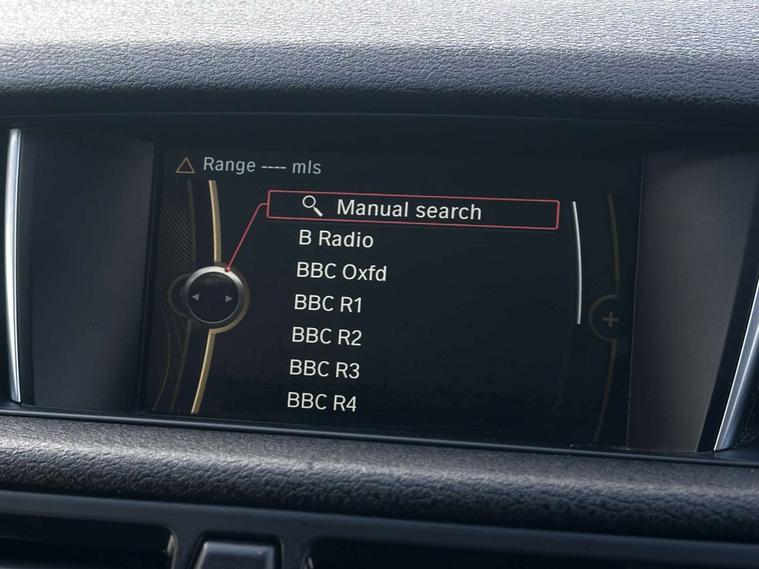 Range ---- mls
Manual search
B Radio
BBC Oxfd
BBC R1
BBC R2
BBC R3
BBC R4